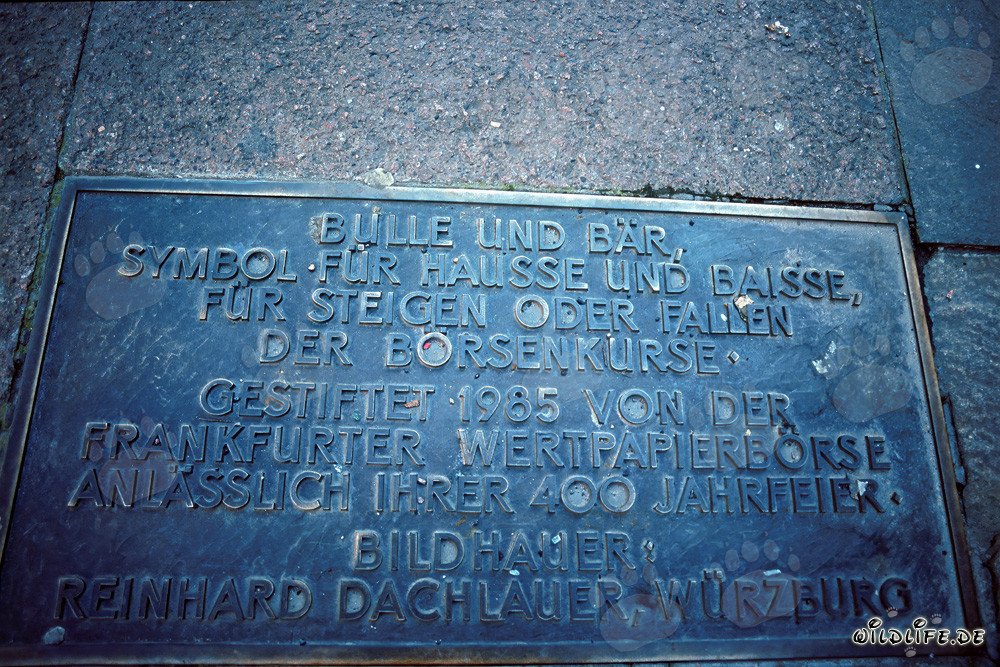 BULLE UND BÄR,
SYMBOL FÜR HAUSSE UND BAISSE,
FÜR STEIGEN ODER FALLEN
DER BÖRSENKURSE.
GESTIFTET 1985 VON DER
FRANKFURTER WERTPAPIERBÖRSE
ANLÄSSLICH IHRER 400 JAHRFEIER.
BILDHAUER:
REINHARD DACHLAUER, WÜRZBURG
WILDLIFE.DE